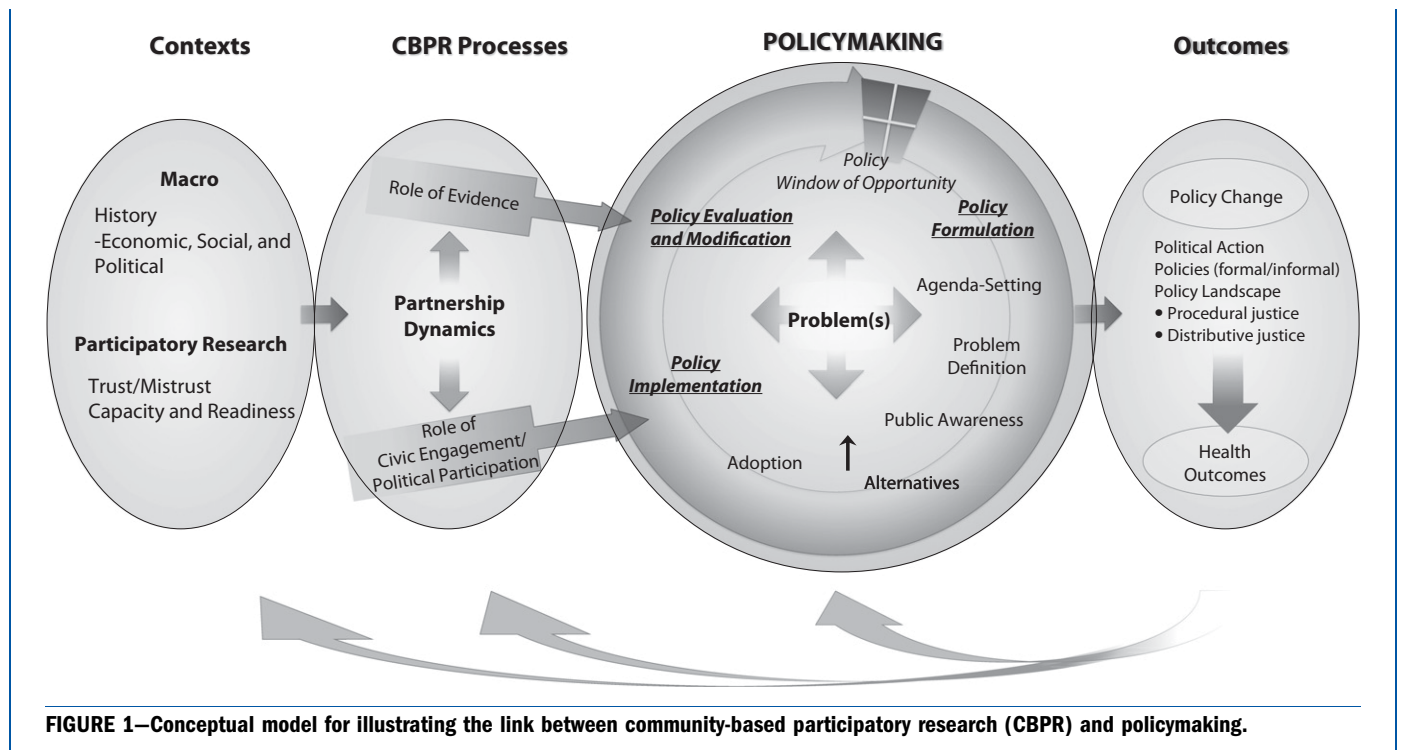 Contexts
CBPR Processes
POLICYMAKING
Outcomes
Macro
History
-Economic, Social, and
Political
Participatory Research
Trust/Mistrust
Capacity and Readiness
Role of Evidence
Partnership
Dynamics
Role of
Civic Engagement/
Political Participation
Policy
Window of Opportunity
Policy Evaluation
and Modification
Policy
Formulation
Agenda-Setting
Problem(s)
Problem
Definition
Policy
Implementation
Public Awareness
Adoption
Alternatives
Policy Change
Political Action
Policies (formal/informal)
Policy Landscape
• Procedural justice
• Distributive justice
Health
Outcomes
FIGURE 1—Conceptual model for illustrating the link between community-based participatory research (CBPR) and policymaking.